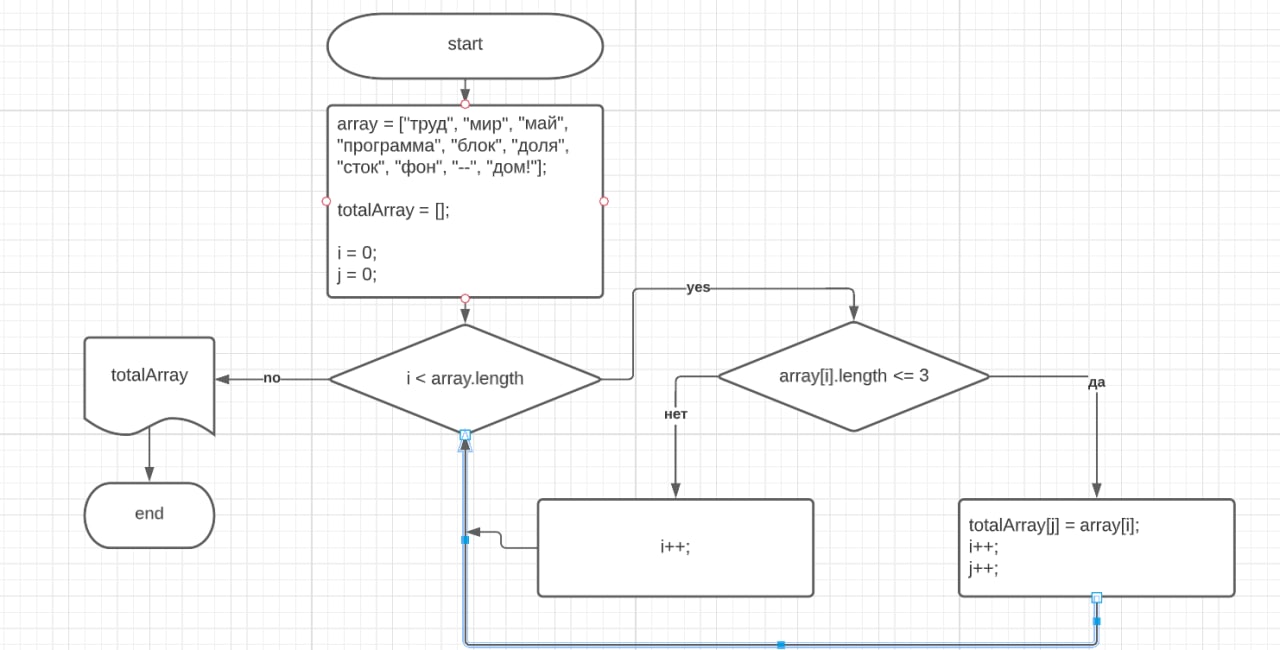 start
array = ["труд", "мир", "май",
"программа", "блок", "доля",
"сток", "фон", "--", "дом!"];
totalArray = [];
i = 0;
j = 0;
yes
totalArray
no
i < array.length
array[i].length <= 3
да
нет
end
i++;
totalArray[j] = array[i];
i++;
j++;